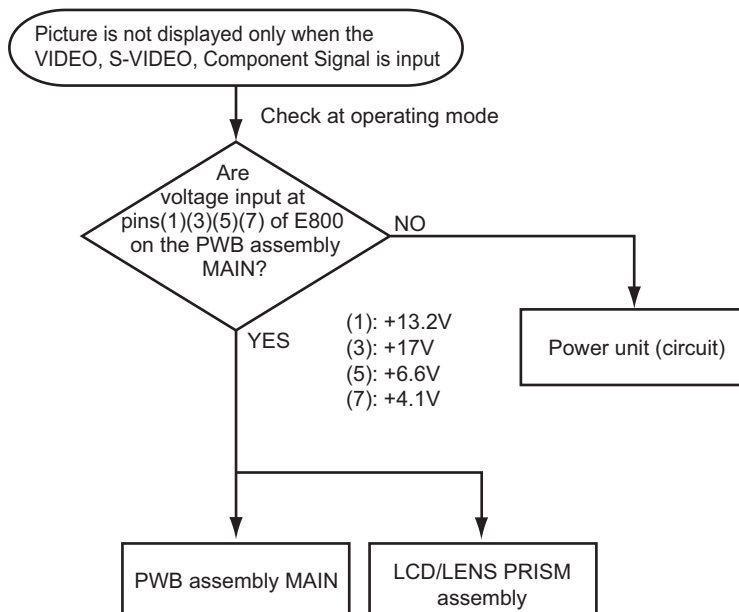 Picture is not displayed only when the
VIDEO, S-VIDEO, Component Signal is input
Check at operating mode
Are
voltage input at
pins(1)(3)(5)(7) of E800
on the PWB assembly
MAIN?
NO
YES
(1): +13.2V
(3): +17V
(5): +6.6V
(7): +4.1V
Power unit (circuit)
PWB assembly MAIN
LCD/LENS PRISM
assembly